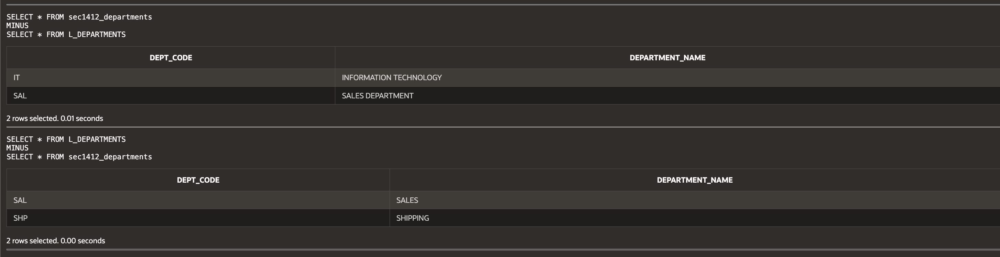 SELECT * FROM sec1412_departments
MINUS
SELECT * FROM L_DEPARTMENTS
DEPT_CODE DEPARTMENT_NAME
IT INFORMATION TECHNOLOGY
SAL SALES DEPARTMENT
2 rows selected. 0.01 seconds
SELECT * FROM L_DEPARTMENTS
MINUS
SELECT * FROM sec1412_departments
DEPT_CODE DEPARTMENT_NAME
SAL SALES
SHP SHIPPING
2 rows selected. 0.00 seconds